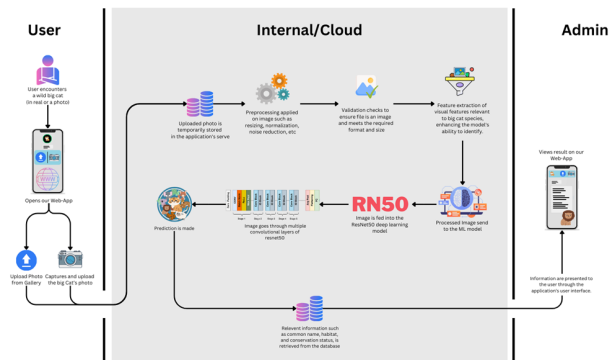 User
Internal/Cloud
Admin
User encounters
a wild big cat
(in real or a photo)
Opens our Web-App
Upload Photo
from Gallery
Captures and upload
the big Cat's photo
Uploaded photo is
temporarily stored
in the application's serve
Preprocessing applied
on image such as
resizing, normalization,
noise reduction, etc
Validation checks to
ensure file is an image
and meets the required
format and size
Feature extraction of
visual features relevant
to big cat species,
enhancing the model's
ability to identify.
Processed Image send
to the ML model
RN50
Image is fed into the
ResNet50 deep learning
model
Image goes through multiple
convolutional layers of
resnet50
Prediction is made
Relevent information such
as common name, habitat,
and conservation status, is
retrieved from the database
Information are presented to
the user through the
application's user interface.
Views result on our
Web-App
WWW